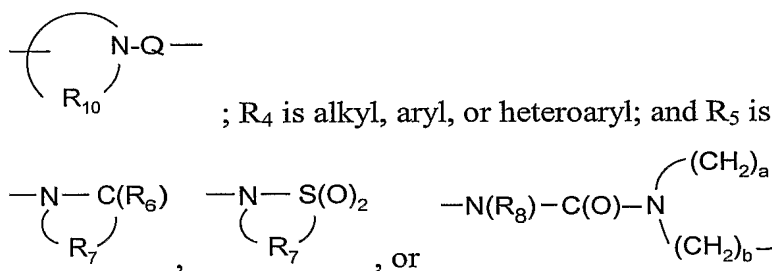 N-Q—
R₁₀
; R₄ is alkyl, aryl, or heteroaryl; and R₅ is
—N—C(R₆)
R₇
,
—N—S(O)₂
R₇
, or
(CH₂)ₐ
—N(R₈)—C(O)—N
(CH₂)b—